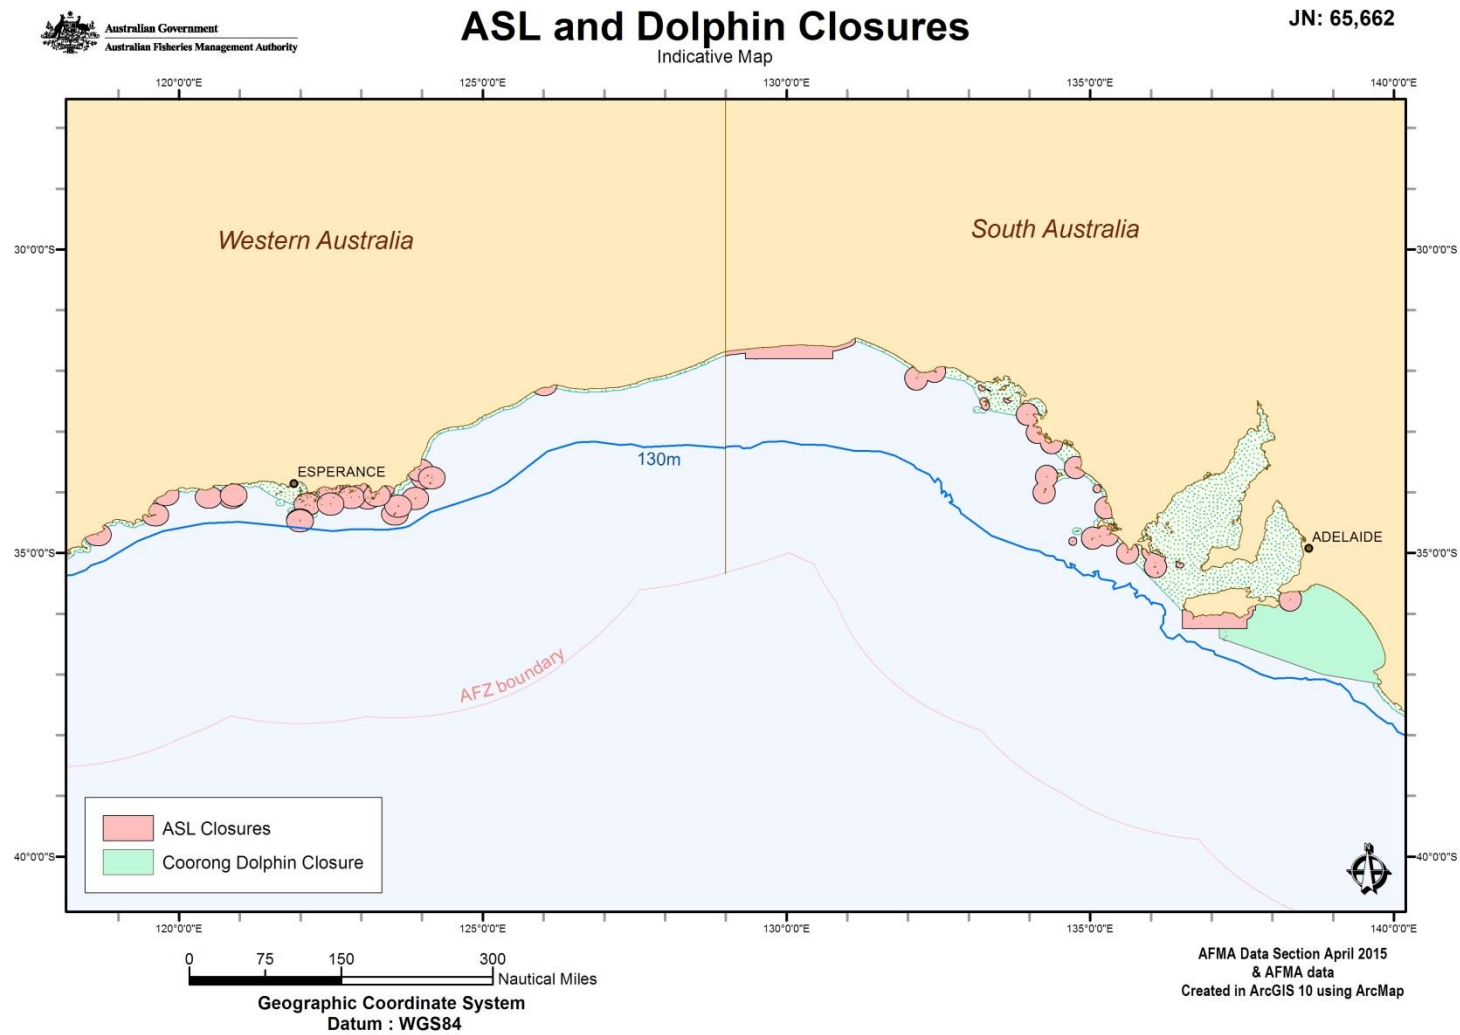 Australian Government
Australian Fisheries Management Authority
ASL and Dolphin Closures
Indicative Map
JN: 65,662
120°0'0"E 125°0'0"E 130°0'0"E 135°0'0"E 140°0'0"E
Western Australia
South Australia
30°0'0"S 30°0'0"S
130m
ESPERANCE
ADELAIDE
35°0'0"S 35°0'0"S
AFZ boundary
ASL Closures
Coorong Dolphin Closure
40°0'0"S 40°0'0"S
N
120°0'0"E 125°0'0"E 130°0'0"E 135°0'0"E 140°0'0"E
0 75 150 300
Nautical Miles
Geographic Coordinate System
Datum : WGS84
AFMA Data Section April 2015
& AFMA data
Created in ArcGIS 10 using ArcMap